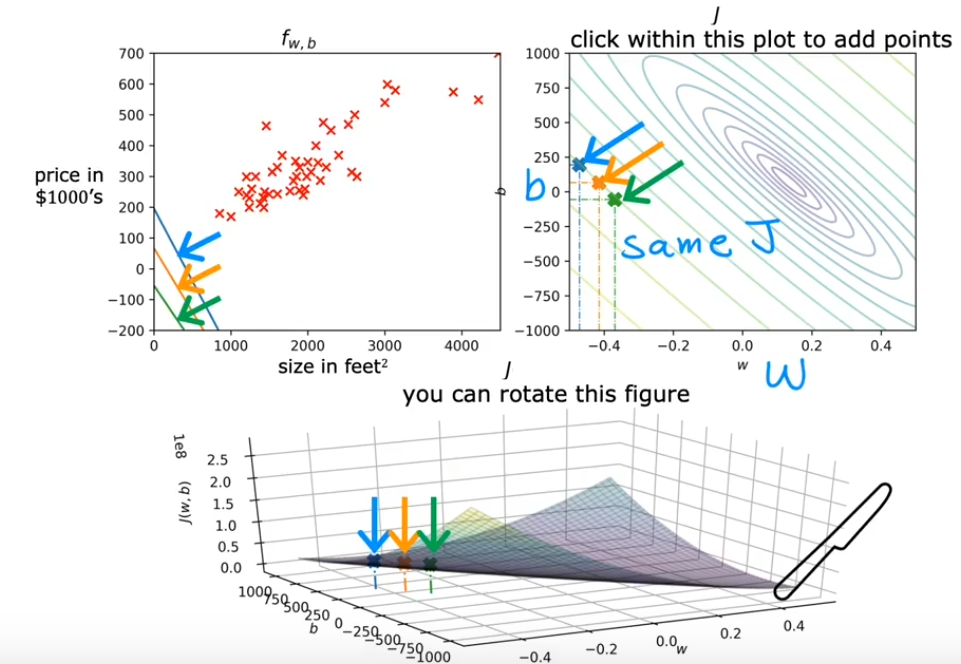 f w,b
700
600
500
400
300
200
100
0
−100
−200
price in
$1000's
0 1000 2000 3000 4000
size in feet²
J
click within this plot to add points
1000
750
500
250
0
−250
−500
−750
−1000
b
b
same J
−0.4 −0.2 0.0 0.2 0.4
w
W
J
you can rotate this figure
1e8
J(w,b)
2.5
2.0
1.5
1.0
0.5
0.0
1000
750
500
250
0
−250
−500
−750
−1000
b
−0.4 −0.2 0.0 0.2 0.4
w